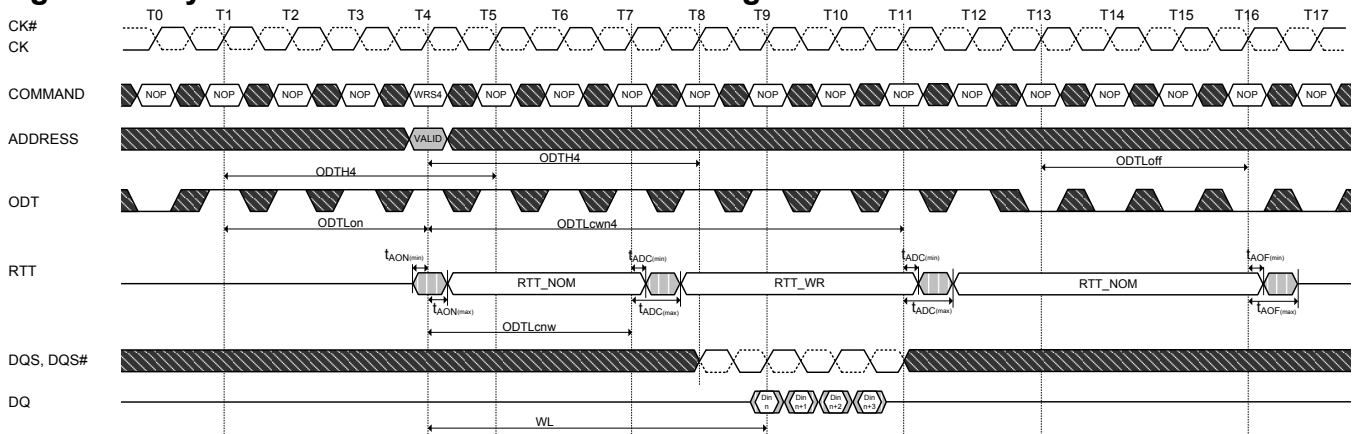 T0 T1 T2 T3 T4 T5 T6 T7 T8 T9 T10 T11 T12 T13 T14 T15 T16 T17
CK#
CK
COMMAND NOP NOP NOP NOP WRS4 NOP NOP NOP NOP NOP NOP NOP NOP NOP NOP NOP NOP NOP
ADDRESS VALID
ODTH4 ODTLoff
ODTH4
ODT
ODTLon ODTLcwn4
tAON(min) tADC(min) tADC(min) tAOF(min)
RTT RTT_NOM RTT_WR RTT_NOM
tAON(max) tADC(max) tADC(max) tAOF(max)
ODTLcnw
DQS, DQS#
DQ Din n Din n+1 Din n+2 Din n+3
WL